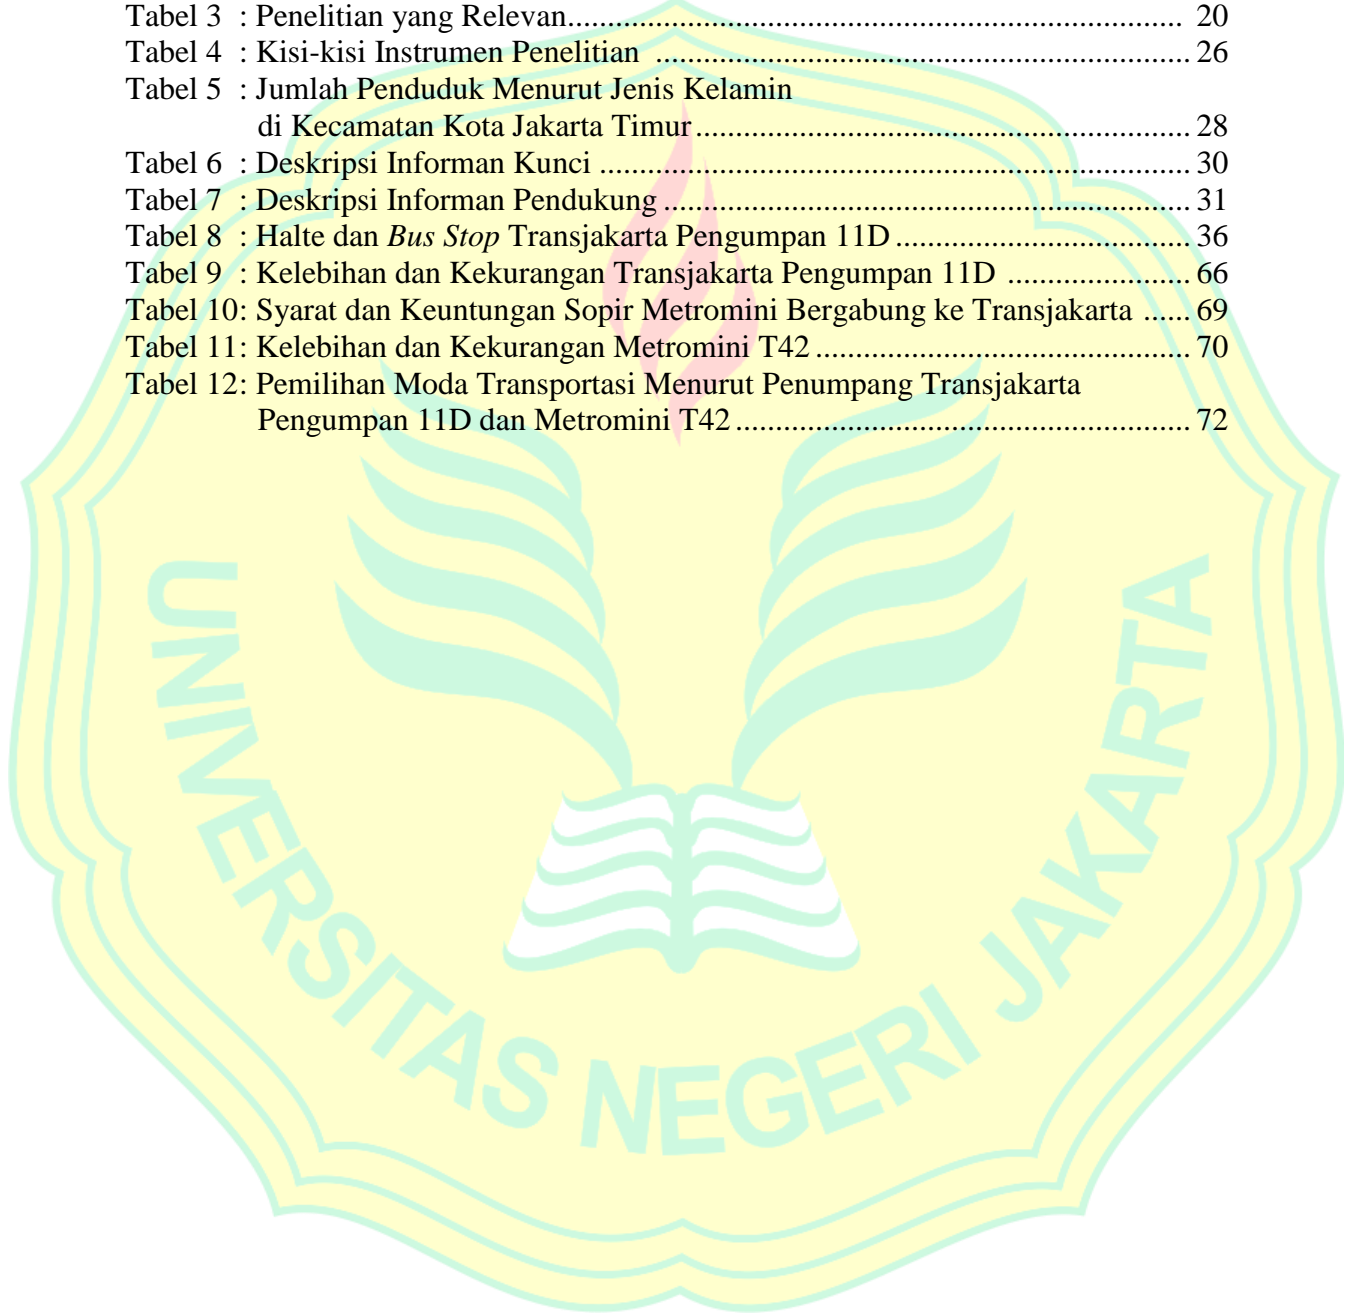 Tabel 3 : Penelitian yang Relevan.............................................................................. 20
Tabel 4 : Kisi-kisi Instrumen Penelitian .................................................................... 26
Tabel 5 : Jumlah Penduduk Menurut Jenis Kelamin
di Kecamatan Kota Jakarta Timur............................................................... 28
Tabel 6 : Deskripsi Informan Kunci ............................................................................ 30
Tabel 7 : Deskripsi Informan Pendukung ................................................................... 31
Tabel 8 : Halte dan Bus Stop Transjakarta Pengumpan 11D ..................................... 36
Tabel 9 : Kelebihan dan Kekurangan Transjakarta Pengumpan 11D ....................... 66
Tabel 10: Syarat dan Keuntungan Sopir Metromini Bergabung ke Transjakarta ...... 69
Tabel 11: Kelebihan dan Kekurangan Metromini T42 ................................................ 70
Tabel 12: Pemilihan Moda Transportasi Menurut Penumpang Transjakarta
Pengumpan 11D dan Metromini T42 .......................................................... 72
UNIVERSITAS NEGERI JAKARTA